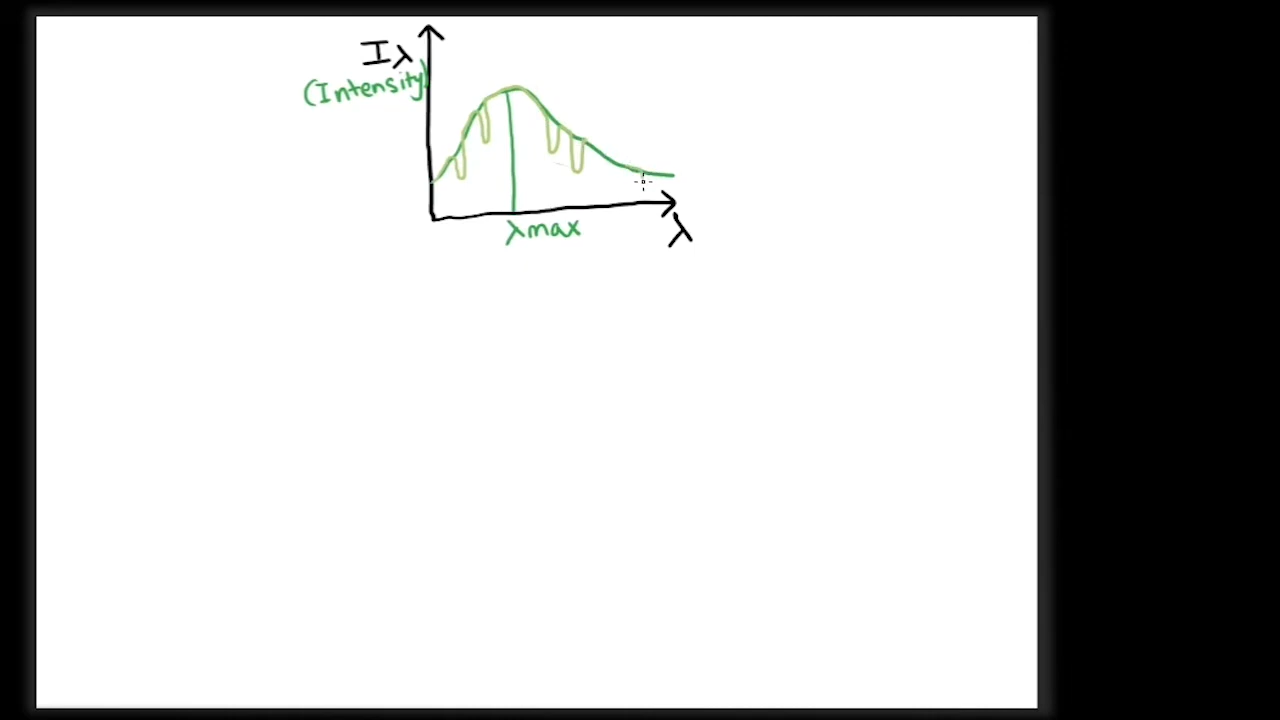 Iλ
(Intensity)
λmax
λ